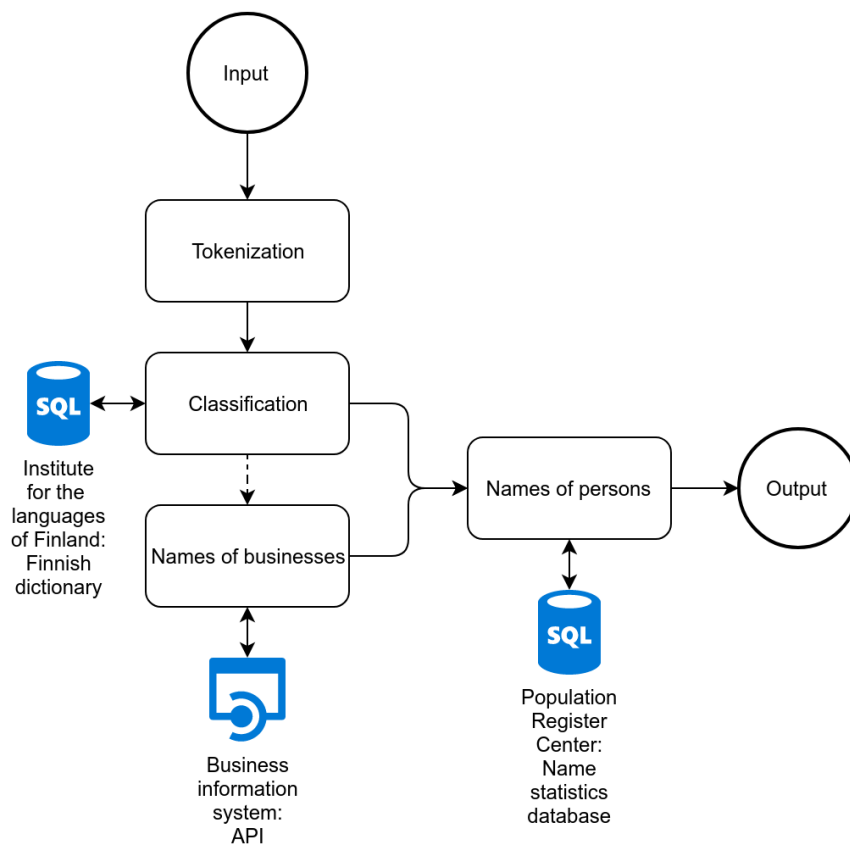 Input
Tokenization
Classification
SQL
Institute
for the
languages
of Finland:
Finnish
dictionary
Names of businesses
Business
information
system:
API
Names of persons
Output
SQL
Population
Register
Center:
Name
statistics
database